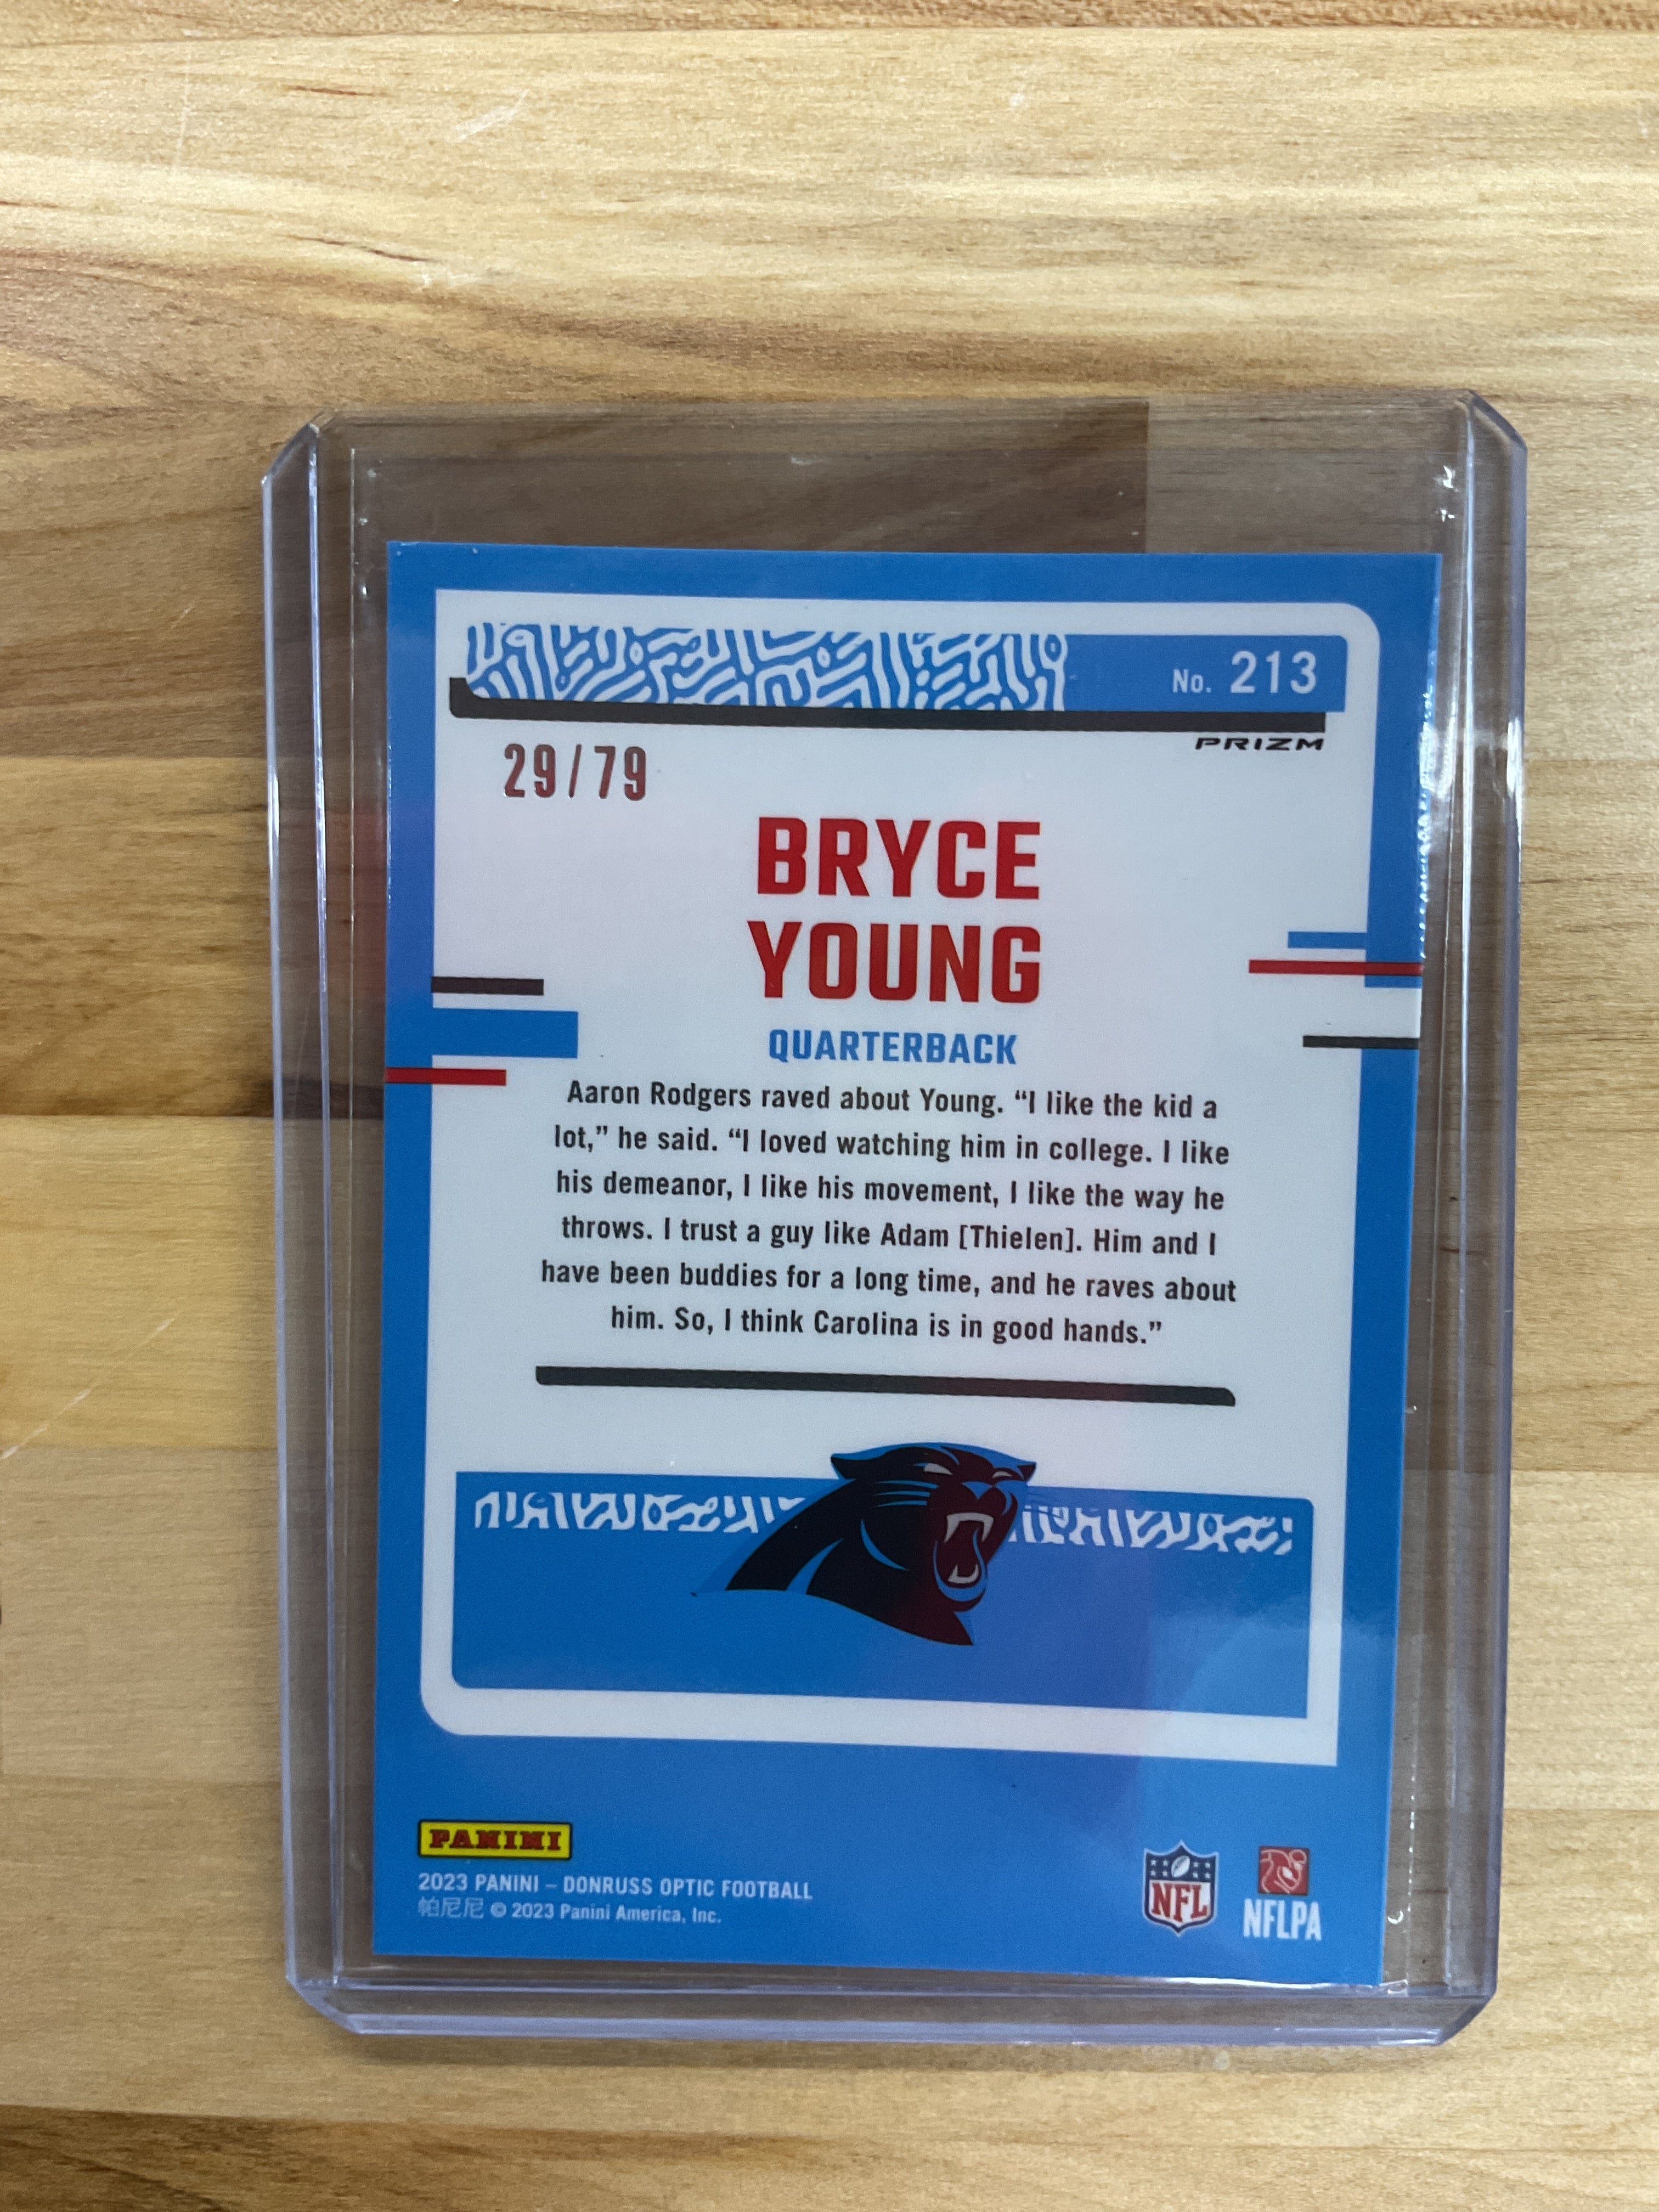 No. 213
PRIZM
29/79
BRYCE
YOUNG
QUARTERBACK
Aaron Rodgers raved about Young. “I like the kid a
lot,” he said. “I loved watching him in college. I like
his demeanor, I like his movement, I like the way he
throws. I trust a guy like Adam [Thielen]. Him and I
have been buddies for a long time, and he raves about
him. So, I think Carolina is in good hands.”
PANINI
2023 PANINI – DONRUSS OPTIC FOOTBALL
帕尼尼 © 2023 Panini America, Inc.
NFL
NFLPA